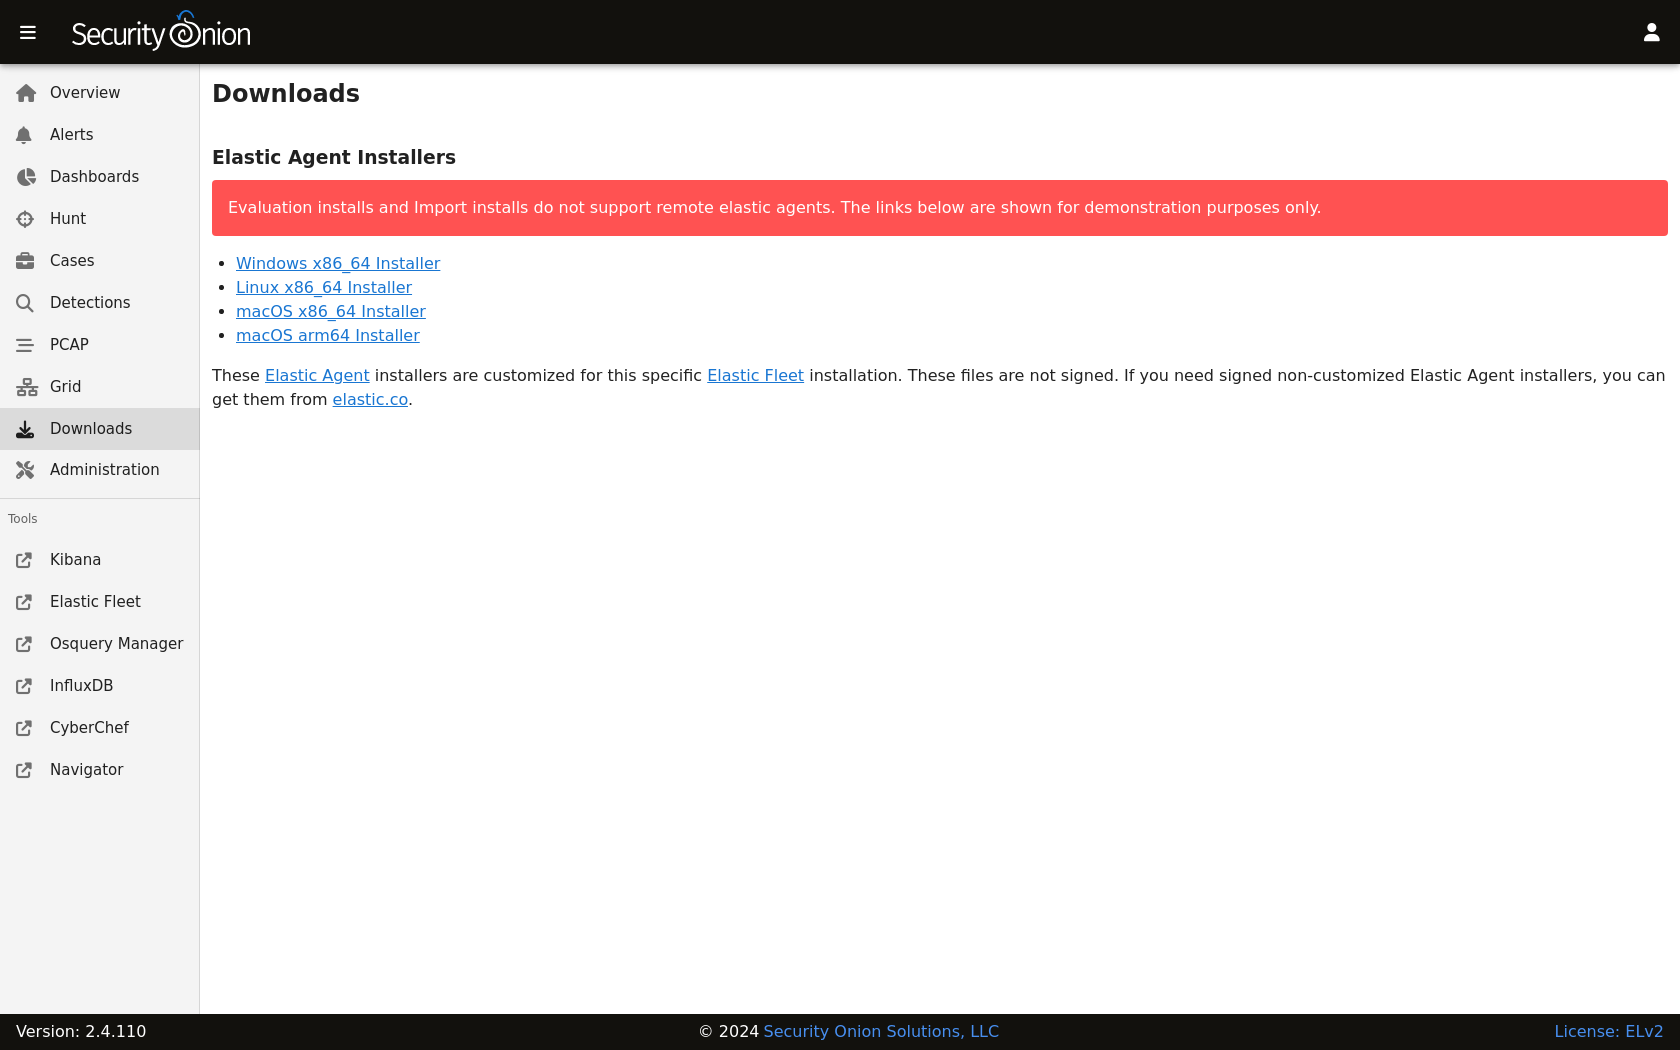 Security Onion
Overview
Alerts
Dashboards
Hunt
Cases
Detections
PCAP
Grid
Downloads
Administration
Tools
Kibana
Elastic Fleet
Osquery Manager
InfluxDB
CyberChef
Navigator
Downloads
Elastic Agent Installers
Evaluation installs and Import installs do not support remote elastic agents. The links below are shown for demonstration purposes only.
Windows x86_64 Installer
Linux x86_64 Installer
macOS x86_64 Installer
macOS arm64 Installer
These Elastic Agent installers are customized for this specific Elastic Fleet installation. These files are not signed. If you need signed non-customized Elastic Agent installers, you can
get them from elastic.co.
Version: 2.4.110
© 2024 Security Onion Solutions, LLC
License: ELv2